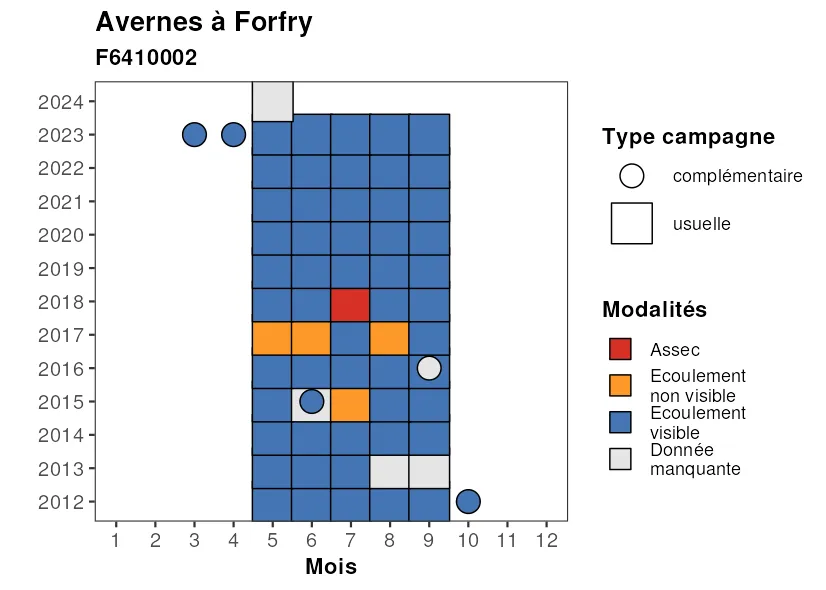 Avernes à Forfry
F6410002
2024
2023
2022
2021
2020
2019
2018
2017
2016
2015
2014
2013
2012
1 2 3 4 5 6 7 8 9 10 11 12
Mois
Type campagne
complémentaire
usuelle
Modalités
Assec
Ecoulement
non visible
Ecoulement
visible
Donnée
manquante